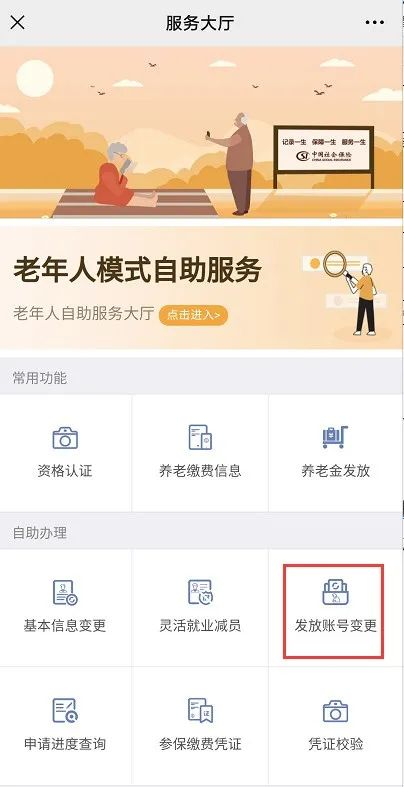 服务大厅
记录一生 保障一生 服务一生
中国社会保险
CHINA SOCIAL INSURANCE
老年人模式自助服务
老年人自助服务大厅 点击进入>
常用功能
资格认证 养老缴费信息 养老金发放
自助办理
基本信息变更 灵活就业减员 发放账号变更
申请进度查询 参保缴费凭证 凭证校验